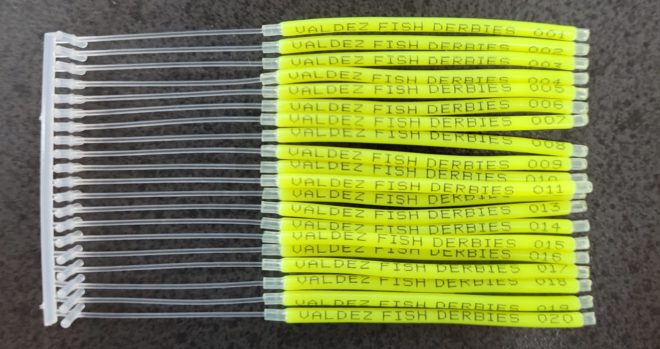 VALDEZ FISH DERBIES 001
VALDEZ FISH DERBIES 002
VALDEZ FISH DERBIES 003
VALDEZ FISH DERBIES 004
VALDEZ FISH DERBIES 005
VALDEZ FISH DERBIES 006
VALDEZ FISH DERBIES 007
VALDEZ FISH DERBIES 008
VALDEZ FISH DERBIES 009
VALDEZ FISH DERBIES 010
VALDEZ FISH DERBIES 011
VALDEZ FISH DERBIES
VALDEZ FISH DERBIES 013
VALDEZ FISH DERBIES 014
VALDEZ FISH DERBIES 015
VALDEZ FISH DERBIES 016
VALDEZ FISH DERBIES 017
VALDEZ FISH DERBIES 018
VALDEZ FISH DERBIES 019
VALDEZ FISH DERBIES 020